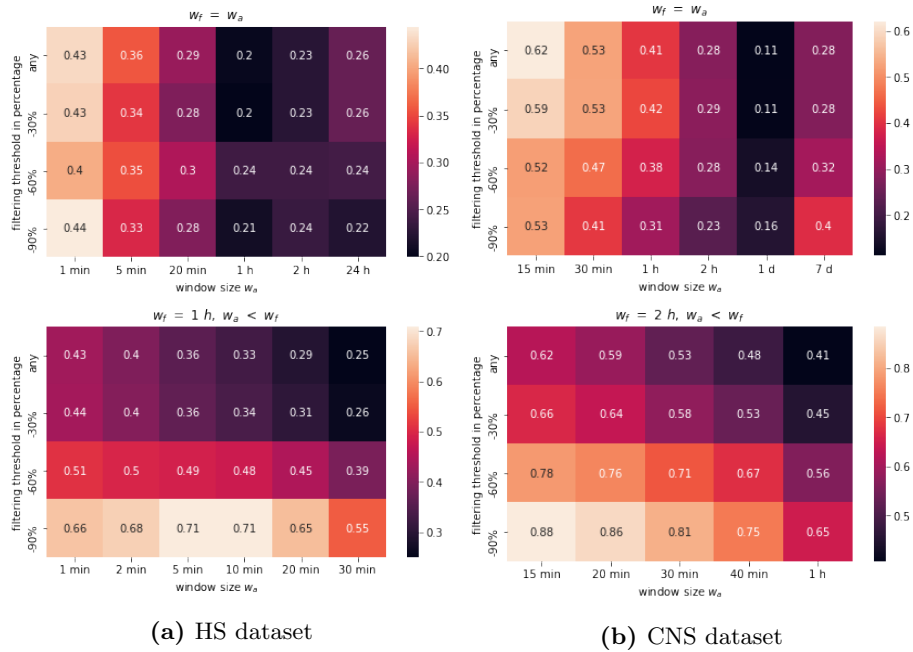 w_f = w_a
filtering threshold in percentage
any 0.43 0.36 0.29 0.2 0.23 0.26
-30% 0.43 0.34 0.28 0.2 0.23 0.26
-60% 0.4 0.35 0.3 0.24 0.24 0.24
-90% 0.44 0.33 0.28 0.21 0.24 0.22
1 min 5 min 20 min 1 h 2 h 24 h
window size w_a
0.40
0.35
0.30
0.25
0.20
w_f = w_a
filtering threshold in percentage
any 0.62 0.53 0.41 0.28 0.11 0.28
-30% 0.59 0.53 0.42 0.29 0.11 0.28
-60% 0.52 0.47 0.38 0.28 0.14 0.32
-90% 0.53 0.41 0.31 0.23 0.16 0.4
15 min 30 min 1 h 2 h 1 d 7 d
window size w_a
0.6
0.5
0.4
0.3
0.2
w_f = 1 h, w_a < w_f
filtering threshold in percentage
any 0.43 0.4 0.36 0.33 0.29 0.25
-30% 0.44 0.4 0.36 0.34 0.31 0.26
-60% 0.51 0.5 0.49 0.48 0.45 0.39
-90% 0.66 0.68 0.71 0.71 0.65 0.55
1 min 2 min 5 min 10 min 20 min 30 min
window size w_a
0.7
0.6
0.5
0.4
0.3
w_f = 2 h, w_a < w_f
filtering threshold in percentage
any 0.62 0.59 0.53 0.48 0.41
-30% 0.66 0.64 0.58 0.53 0.45
-60% 0.78 0.76 0.71 0.67 0.56
-90% 0.88 0.86 0.81 0.75 0.65
15 min 20 min 30 min 40 min 1 h
window size w_a
0.8
0.7
0.6
0.5
(a) HS dataset
(b) CNS dataset